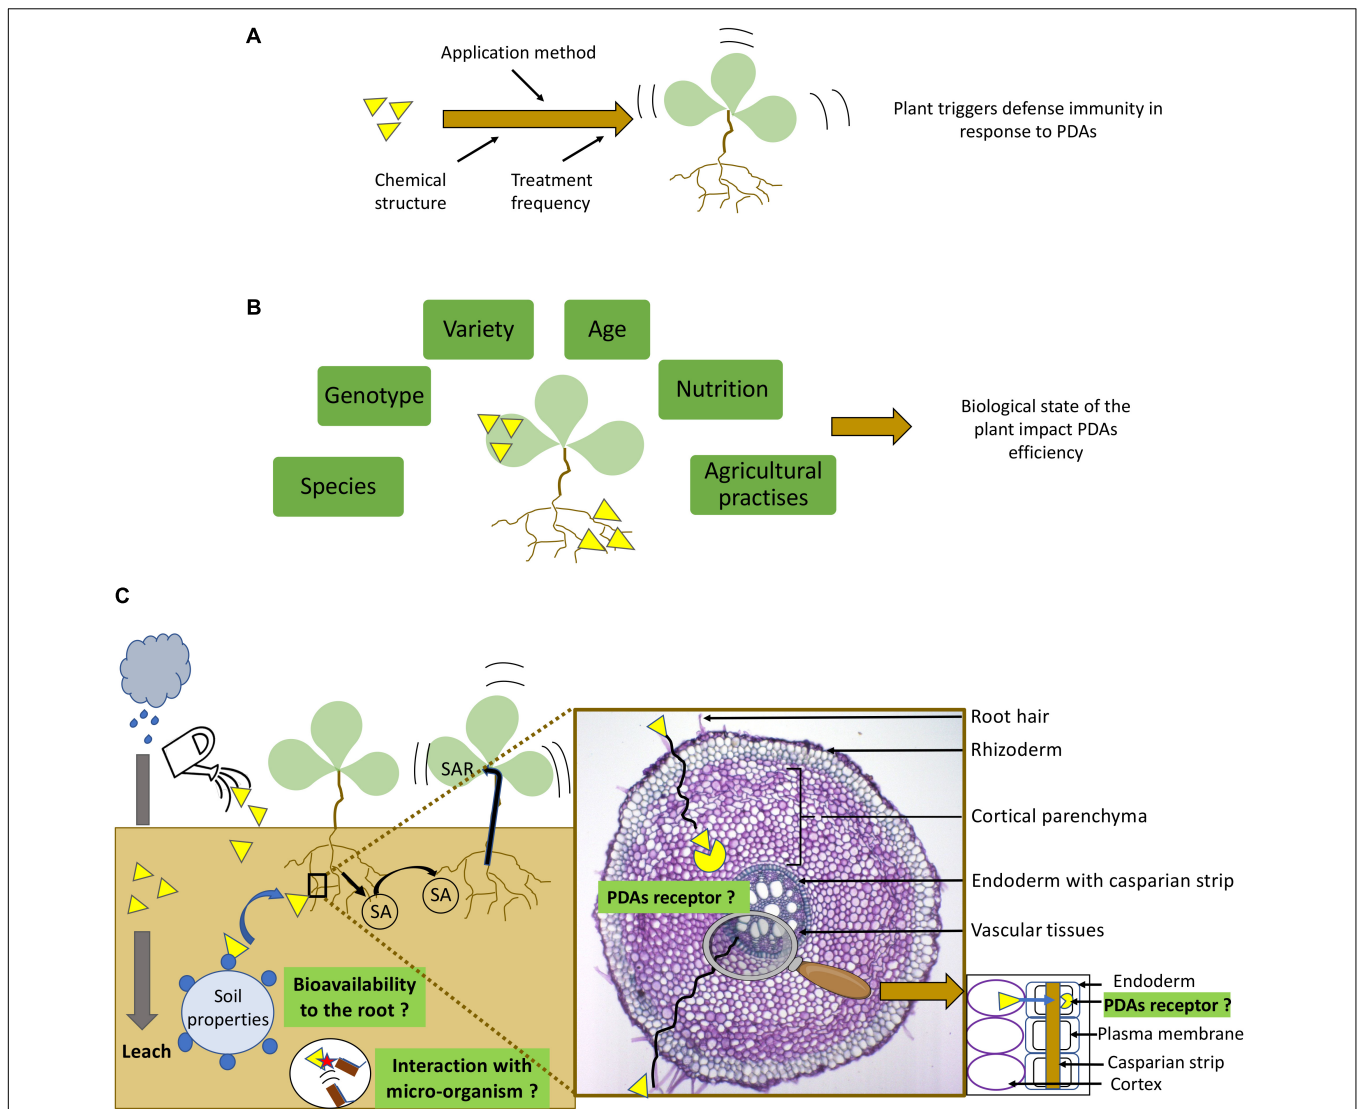 A
Application method
Chemical
structure
Treatment
frequency
Plant triggers defense immunity in
response to PDAs
B
Variety
Age
Genotype
Nutrition
Species
Agricultural
practises
Biological state of the
plant impact PDAs
efficiency
C
SAR
SA
SA
Soil
properties
Leach
Bioavailability
to the root ?
Interaction with
micro-organism ?
PDAs receptor ?
Root hair
Rhizoderm
Cortical parenchyma
Endoderm with casparian strip
Vascular tissues
Endoderm
PDAs receptor ?
Plasma membrane
Casparian strip
Cortex